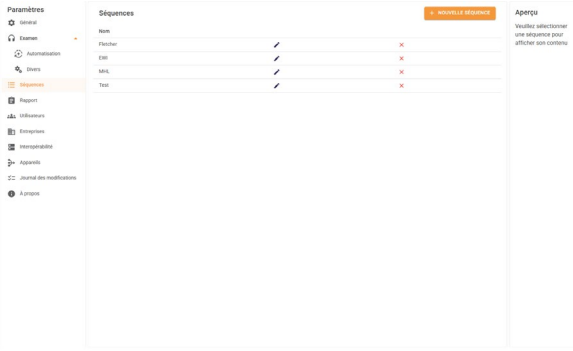 Paramètres
Général
Examen
Automatisation
Divers
Séquences
Rapport
Utilisateurs
Entreprises
Interopérabilité
Appareils
Journal des modifications
À propos
Séquences
+ NOUVELLE SÉQUENCE
Nom
Fletcher
EWI
MHL
Test
Aperçu
Veuillez sélectionner
une séquence pour
afficher son contenu